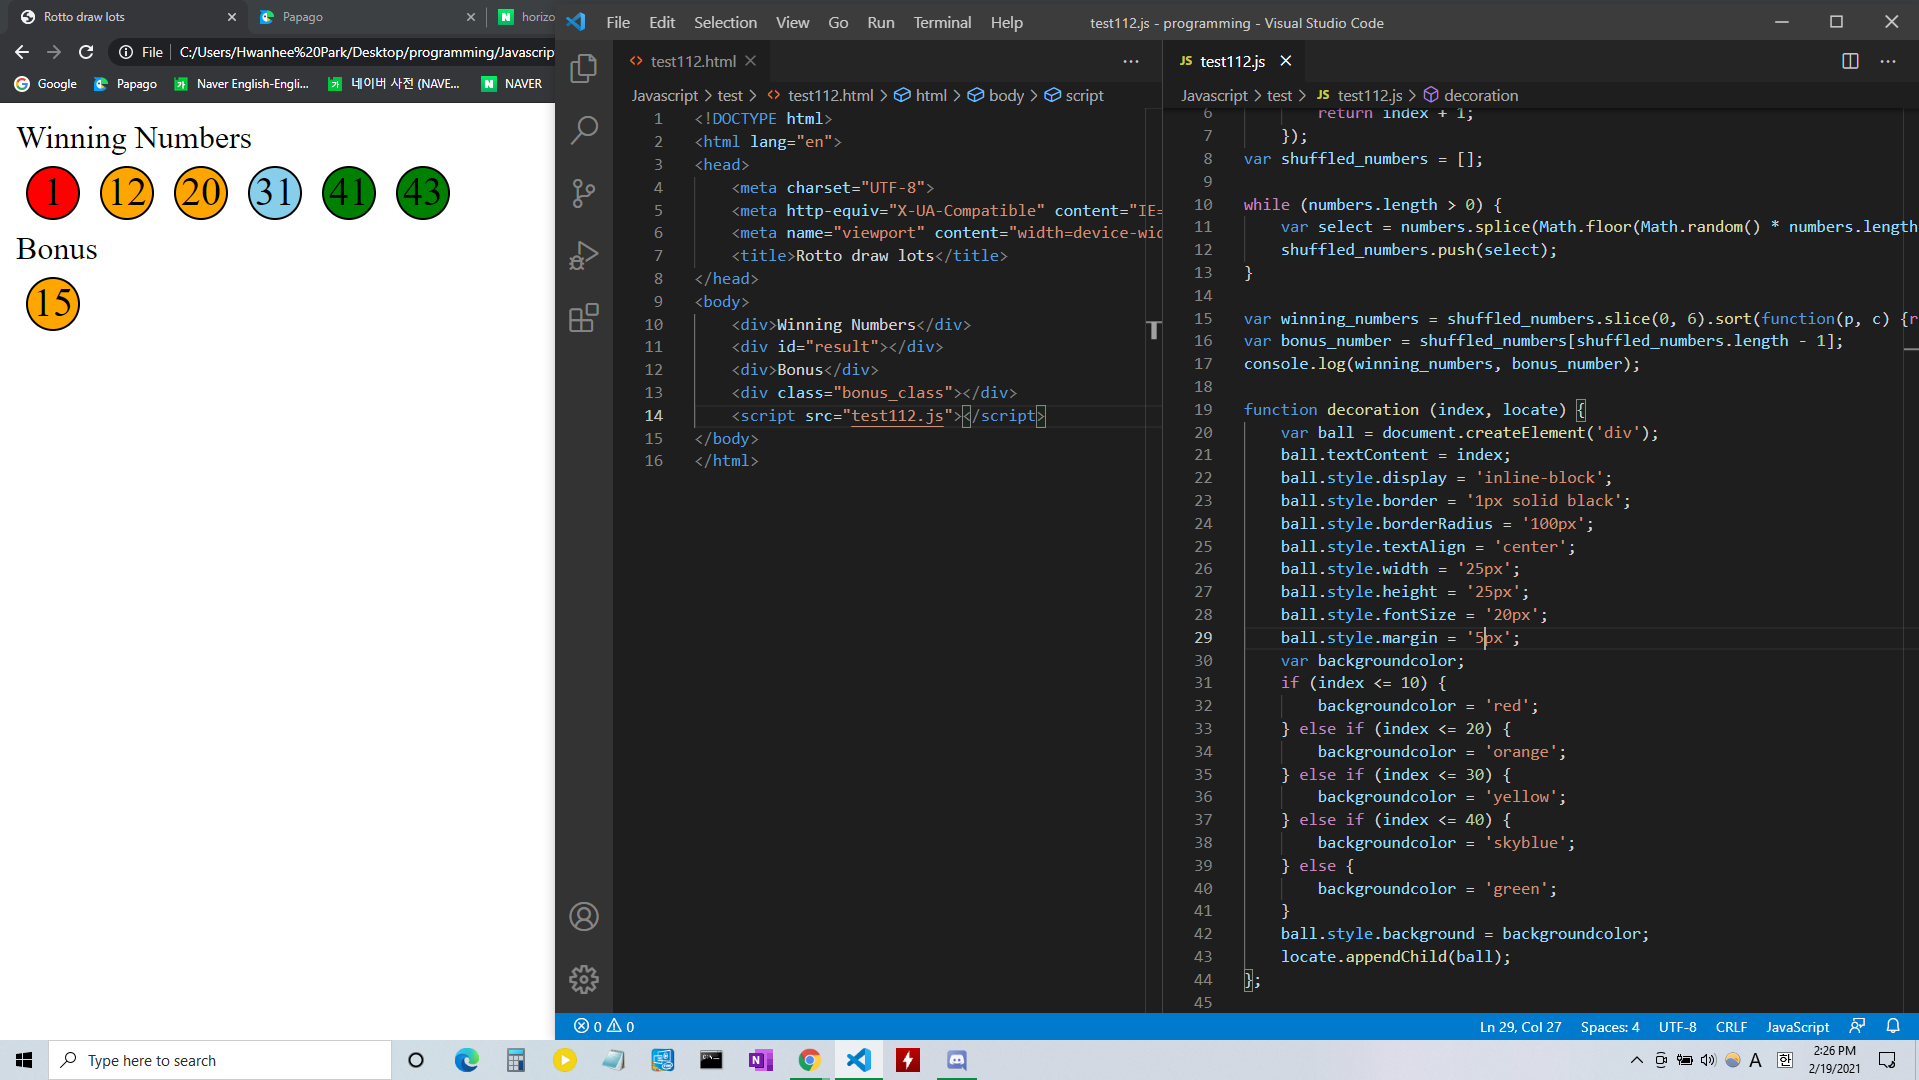 Rotto draw lots
Papago
horizo
File
C:/Users/Hwanhee%20Park/Desktop/programming/Javascrip
Google
Papago
Naver English-Engli...
네이버 사전 (NAVE...
NAVER
Winning Numbers
1 12 20 31 41 43
Bonus
15
File Edit Selection View Go Run Terminal Help
test112.js - programming - Visual Studio Code
test112.html
Javascript > test > test112.html > html > body > script
1 <!DOCTYPE html>
2 <html lang="en">
3 <head>
4 <meta charset="UTF-8">
5 <meta http-equiv="X-UA-Compatible" content="IE=
6 <meta name="viewport" content="width=device-wid
7 <title>Rotto draw lots</title>
8 </head>
9 <body>
10 <div>Winning Numbers</div>
11 <div id="result"></div>
12 <div>Bonus</div>
13 <div class="bonus_class"></div>
14 <script src="test112.js"></script>
15 </body>
16 </html>
JS test112.js
Javascript > test > JS test112.js > decoration
6 return index + 1;
7 });
8 var shuffled_numbers = [];
9
10 while (numbers.length > 0) {
11 var select = numbers.splice(Math.floor(Math.random() * numbers.length
12 shuffled_numbers.push(select);
13 }
14
15 var winning_numbers = shuffled_numbers.slice(0, 6).sort(function(p, c) {r
16 var bonus_number = shuffled_numbers[shuffled_numbers.length - 1];
17 console.log(winning_numbers, bonus_number);
18
19 function decoration (index, locate) {
20 var ball = document.createElement('div');
21 ball.textContent = index;
22 ball.style.display = 'inline-block';
23 ball.style.border = '1px solid black';
24 ball.style.borderRadius = '100px';
25 ball.style.textAlign = 'center';
26 ball.style.width = '25px';
27 ball.style.height = '25px';
28 ball.style.fontSize = '20px';
29 ball.style.margin = '5px';
30 var backgroundcolor;
31 if (index <= 10) {
32 backgroundcolor = 'red';
33 } else if (index <= 20) {
34 backgroundcolor = 'orange';
35 } else if (index <= 30) {
36 backgroundcolor = 'yellow';
37 } else if (index <= 40) {
38 backgroundcolor = 'skyblue';
39 } else {
40 backgroundcolor = 'green';
41 }
42 ball.style.background = backgroundcolor;
43 locate.appendChild(ball);
44 };
45
0 0
Ln 29, Col 27 Spaces: 4 UTF-8 CRLF JavaScript
Type here to search
A 한
2:26 PM
2/19/2021